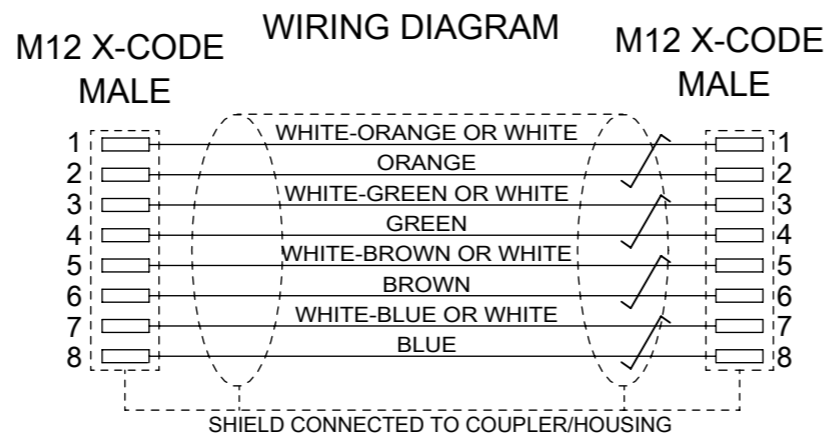 WIRING DIAGRAM
M12 X-CODE
MALE
M12 X-CODE
MALE
1 WHITE-ORANGE OR WHITE 1
2 ORANGE 2
3 WHITE-GREEN OR WHITE 3
4 GREEN 4
5 WHITE-BROWN OR WHITE 5
6 BROWN 6
7 WHITE-BLUE OR WHITE 7
8 BLUE 8
SHIELD CONNECTED TO COUPLER/HOUSING